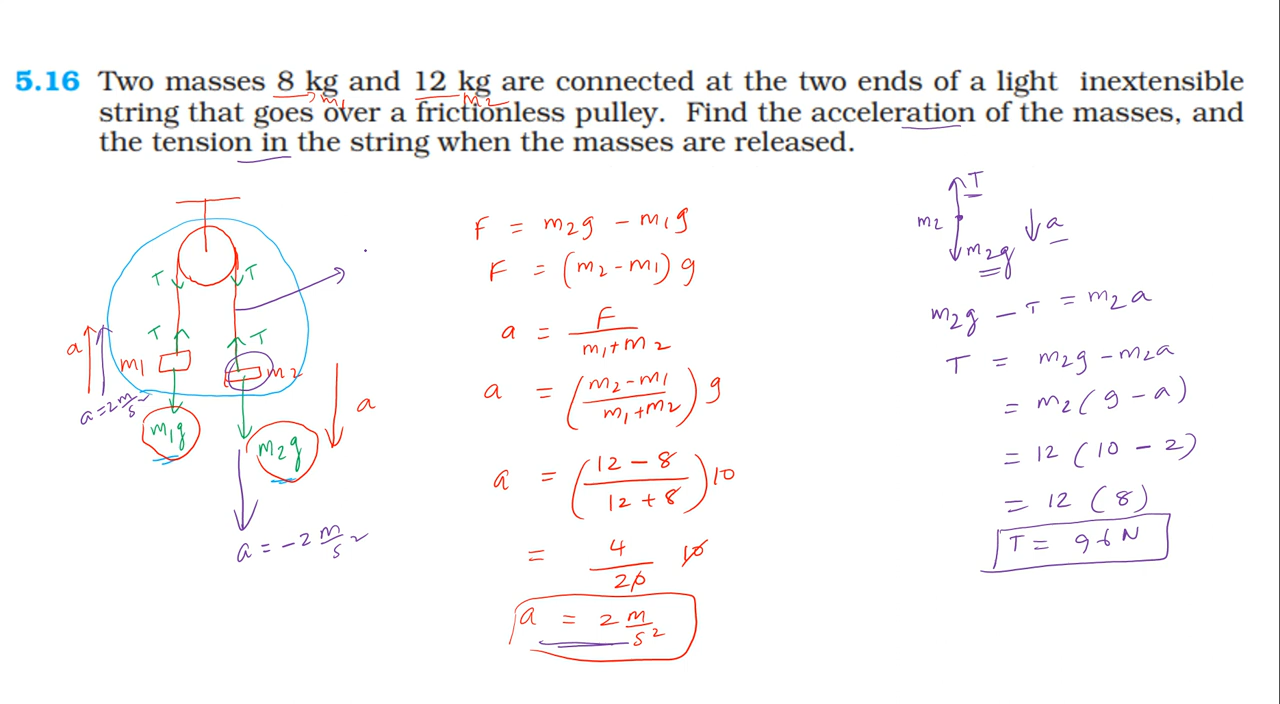 5.16 Two masses 8 kg and 12 kg are connected at the two ends of a light inextensible
m1 m2
string that goes over a frictionless pulley. Find the acceleration of the masses, and
the tension in the string when the masses are released.
T T
T T
a
m1 m2
a=2 m/s2
a
m1g
m2g
a = -2 m/s2
F = m2g - m1g
F = (m2-m1) g
a = F/(m1+m2)
a = ((m2-m1)/(m1+m2)) g
a = ((12-8)/(12+8)) 10
= 4/20 10
a = 2 m/s2
T
m2
a
m2g
m2g - T = m2a
T = m2g - m2a
= m2 (g - a)
= 12 (10 - 2)
= 12 (8)
T = 96 N